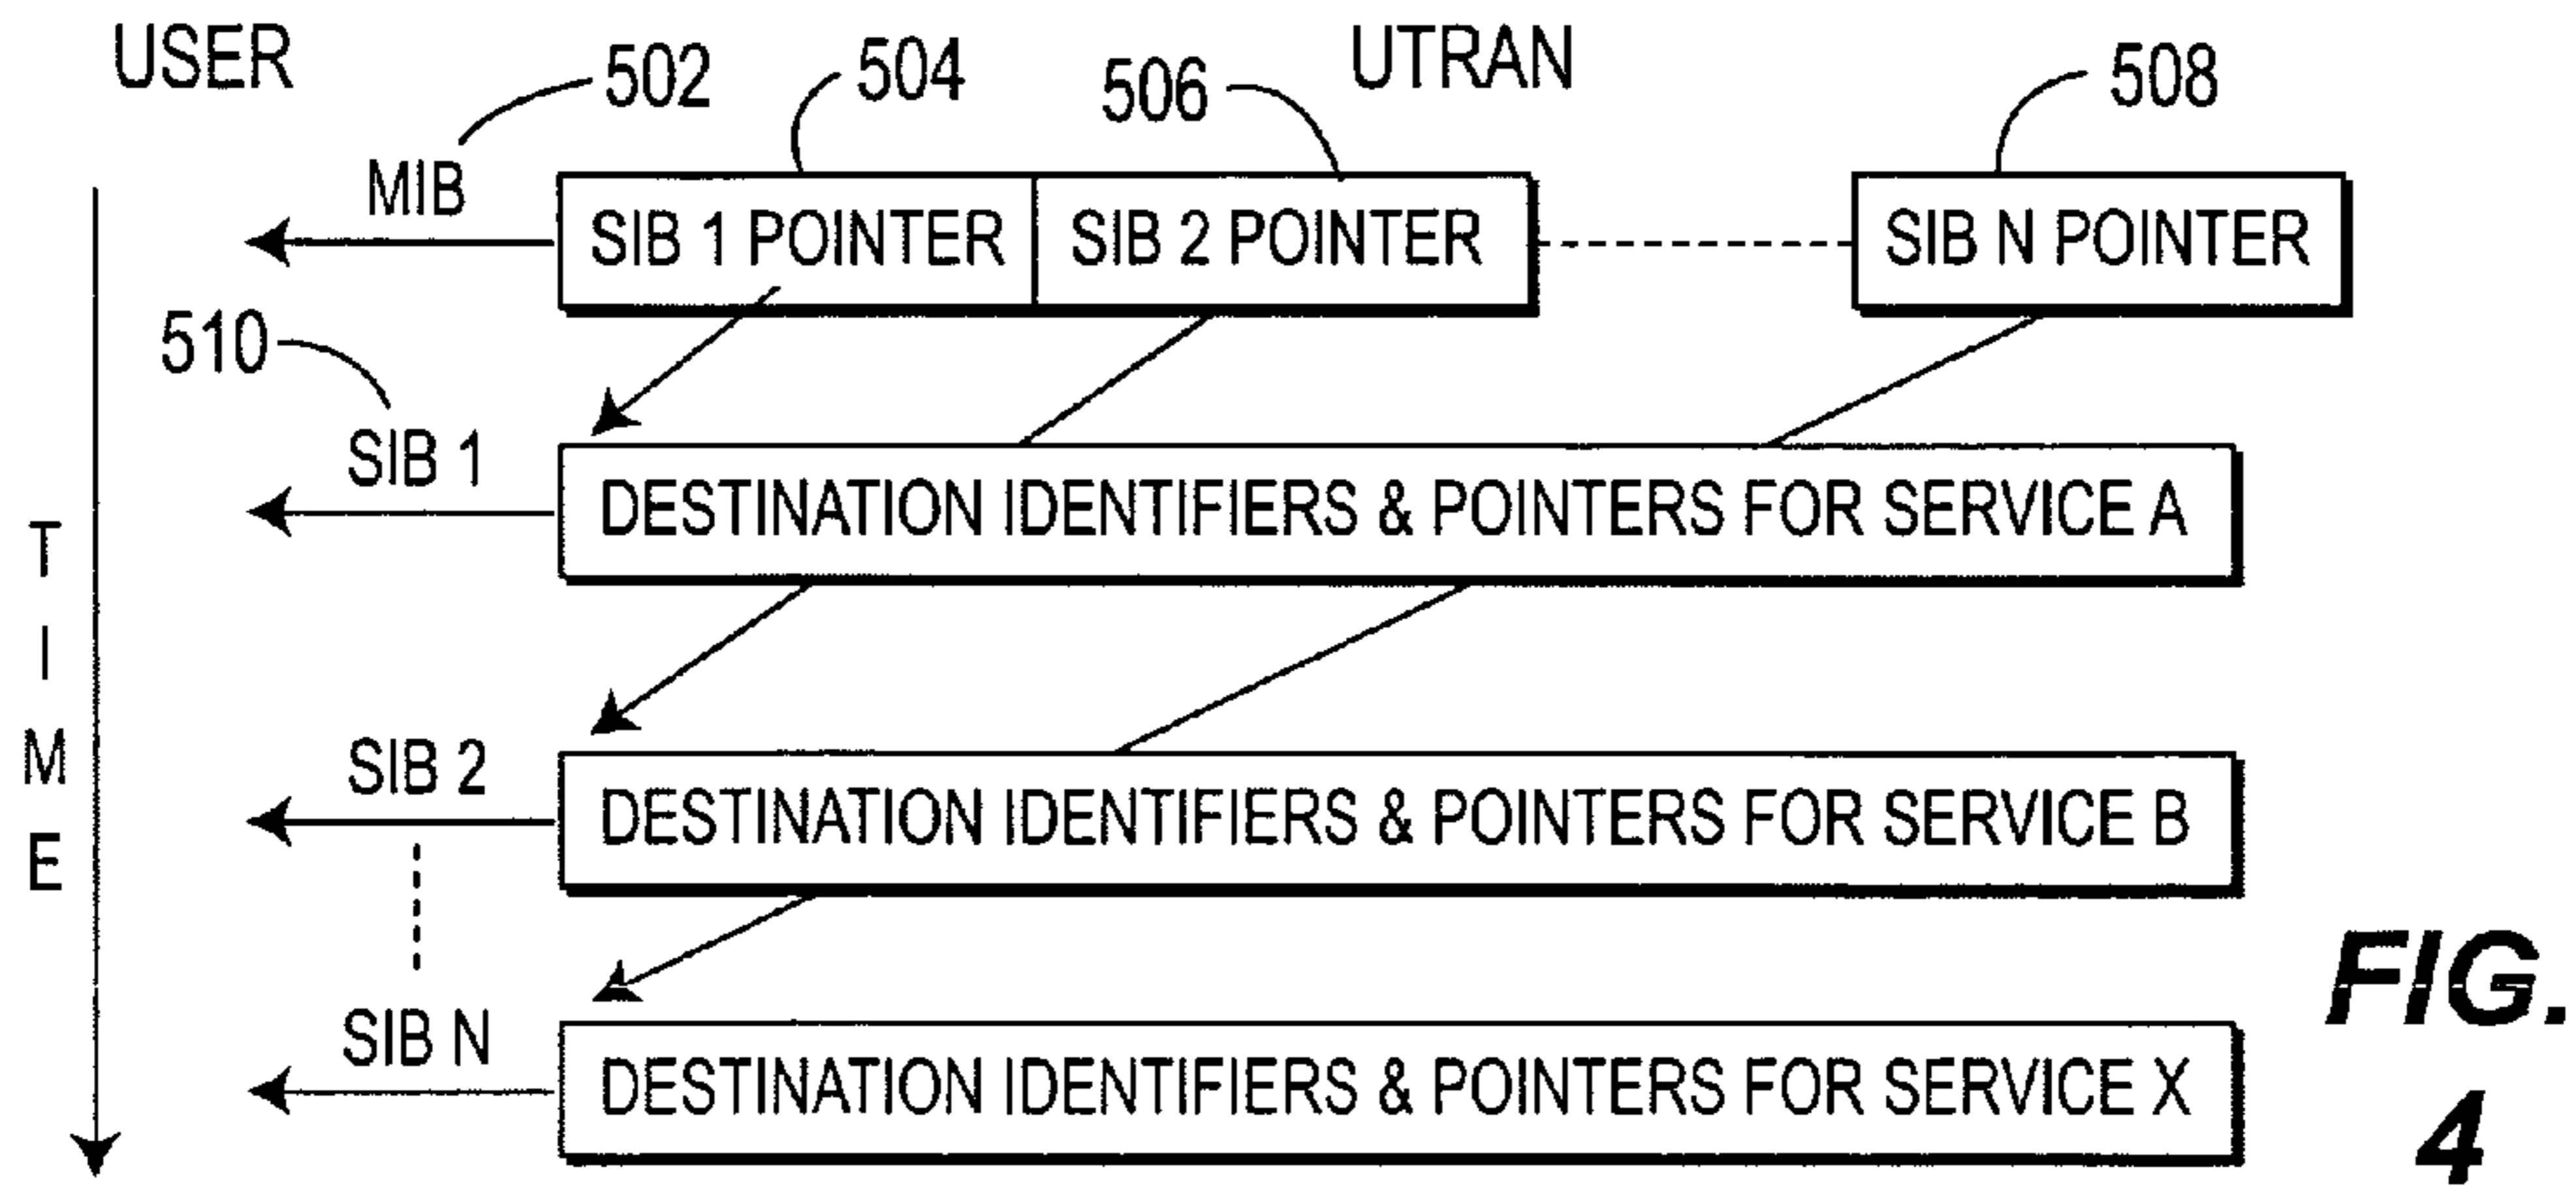 USER
502
504
506
UTRAN
508
MIB
SIB 1 POINTER
SIB 2 POINTER
SIB N POINTER
510
SIB 1
DESTINATION IDENTIFIERS & POINTERS FOR SERVICE A
TIME
SIB 2
DESTINATION IDENTIFIERS & POINTERS FOR SERVICE B
SIB N
DESTINATION IDENTIFIERS & POINTERS FOR SERVICE X
FIG.
4